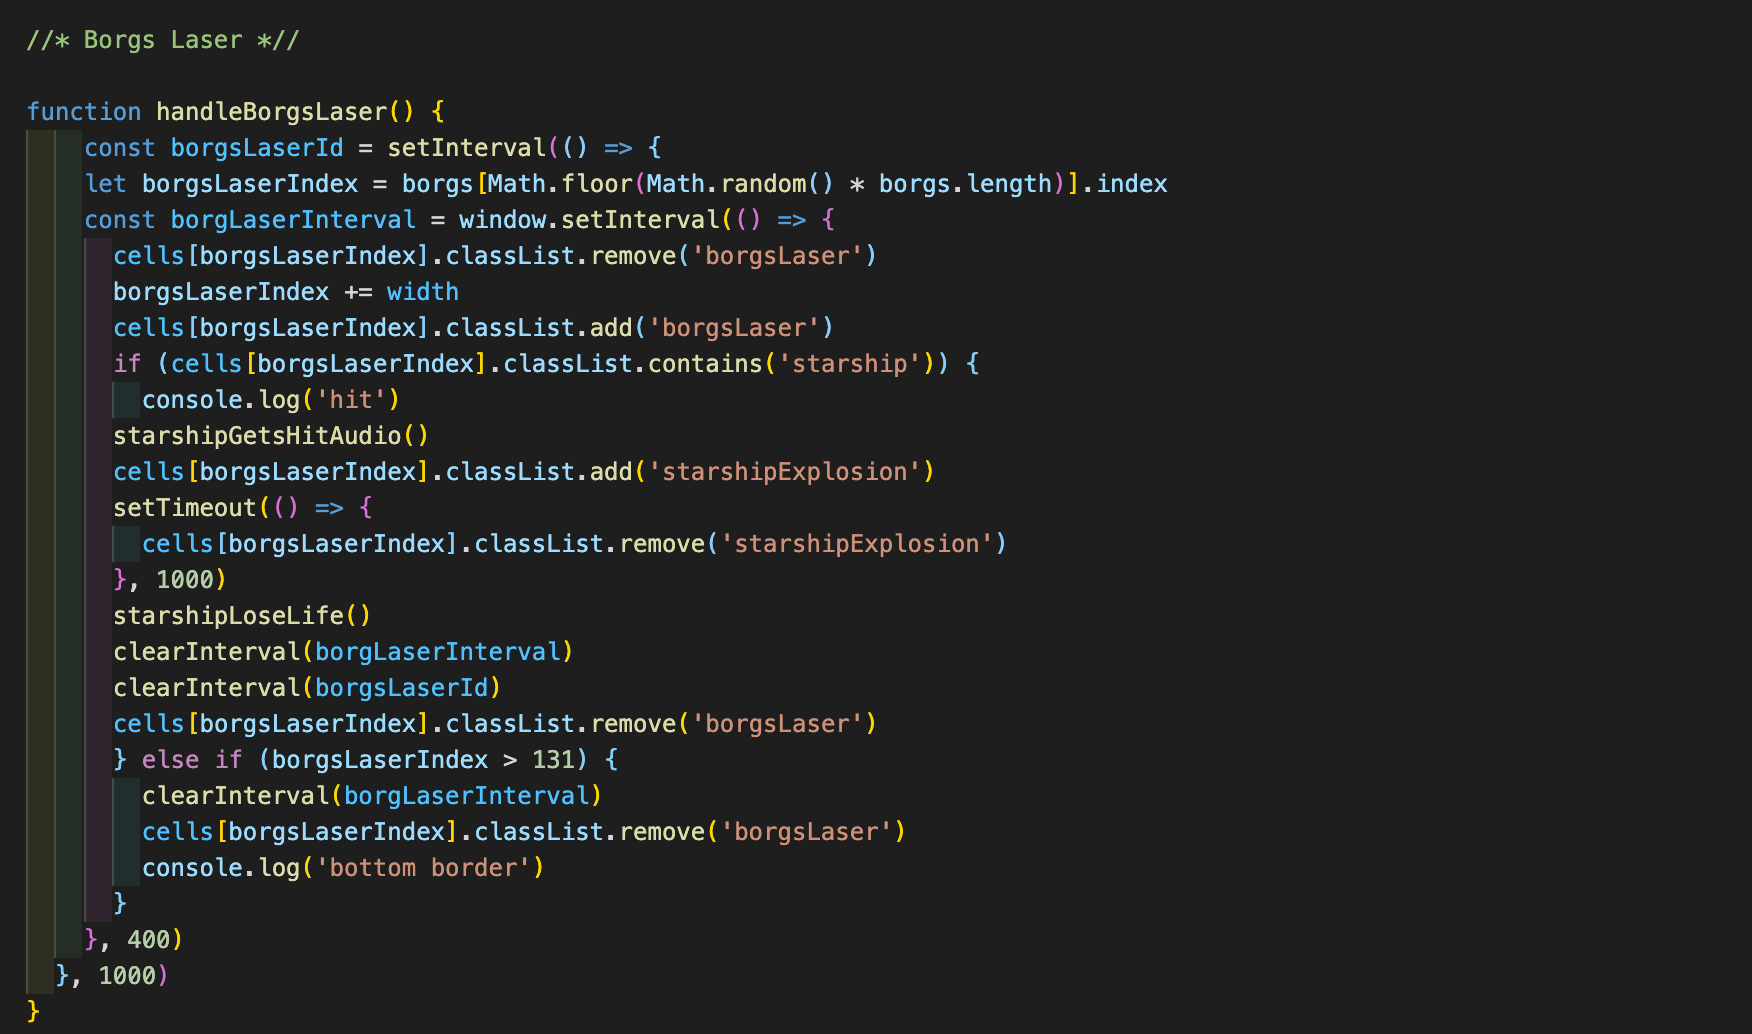 //* Borgs Laser *//
function handleBorgsLaser() {
const borgsLaserId = setInterval(() => {
let borgsLaserIndex = borgs[Math.floor(Math.random() * borgs.length)].index
const borgLaserInterval = window.setInterval(() => {
cells[borgsLaserIndex].classList.remove('borgsLaser')
borgsLaserIndex += width
cells[borgsLaserIndex].classList.add('borgsLaser')
if (cells[borgsLaserIndex].classList.contains('starship')) {
console.log('hit')
starshipGetsHitAudio()
cells[borgsLaserIndex].classList.add('starshipExplosion')
setTimeout(() => {
cells[borgsLaserIndex].classList.remove('starshipExplosion')
}, 1000)
starshipLoseLife()
clearInterval(borgLaserInterval)
clearInterval(borgsLaserId)
cells[borgsLaserIndex].classList.remove('borgsLaser')
} else if (borgsLaserIndex > 131) {
clearInterval(borgLaserInterval)
cells[borgsLaserIndex].classList.remove('borgsLaser')
console.log('bottom border')
}
}, 400)
}, 1000)
}